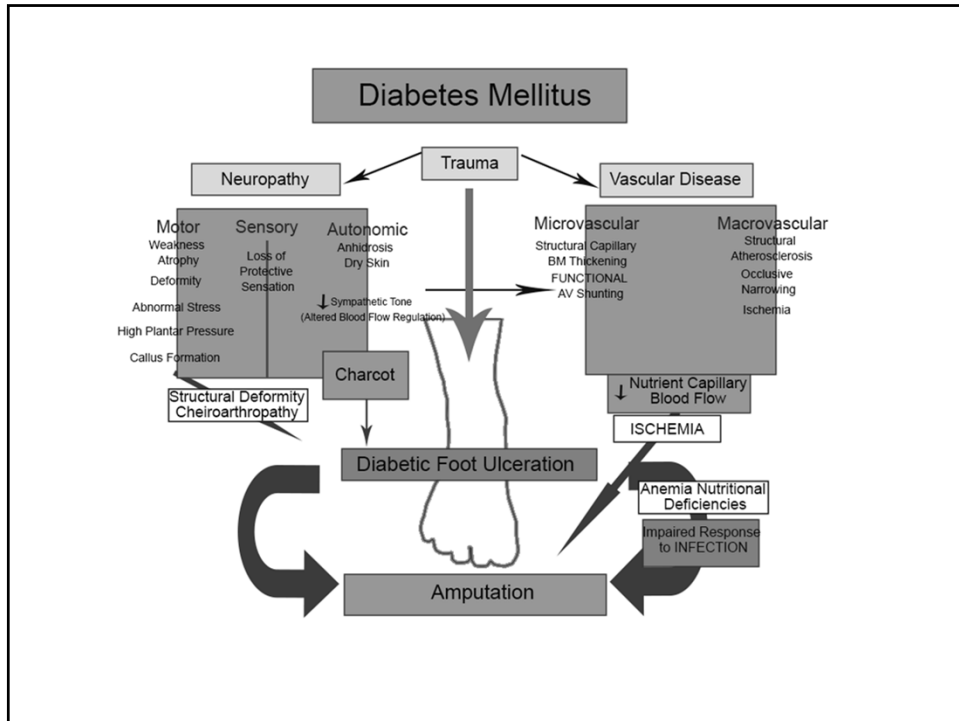 Diabetes Mellitus
Trauma
Neuropathy
Vascular Disease
Motor
Weakness
Atrophy
Deformity
Abnormal Stress
High Plantar Pressure
Callus Formation
Sensory
Loss of
Protective
Sensation
Autonomic
Anhidrosis
Dry Skin
↓ Sympathetic Tone
(Altered Blood Flow Regulation)
Microvascular
Structural Capillary
BM Thickening
FUNCTIONAL
AV Shunting
Macrovascular
Structural
Atherosclerosis
Occlusive
Narrowing
Ischemia
Charcot
Structural Deformity
Cheiroarthropathy
↓ Nutrient Capillary
Blood Flow
ISCHEMIA
Diabetic Foot Ulceration
Anemia Nutritional
Deficiencies
Impaired Response
to INFECTION
Amputation